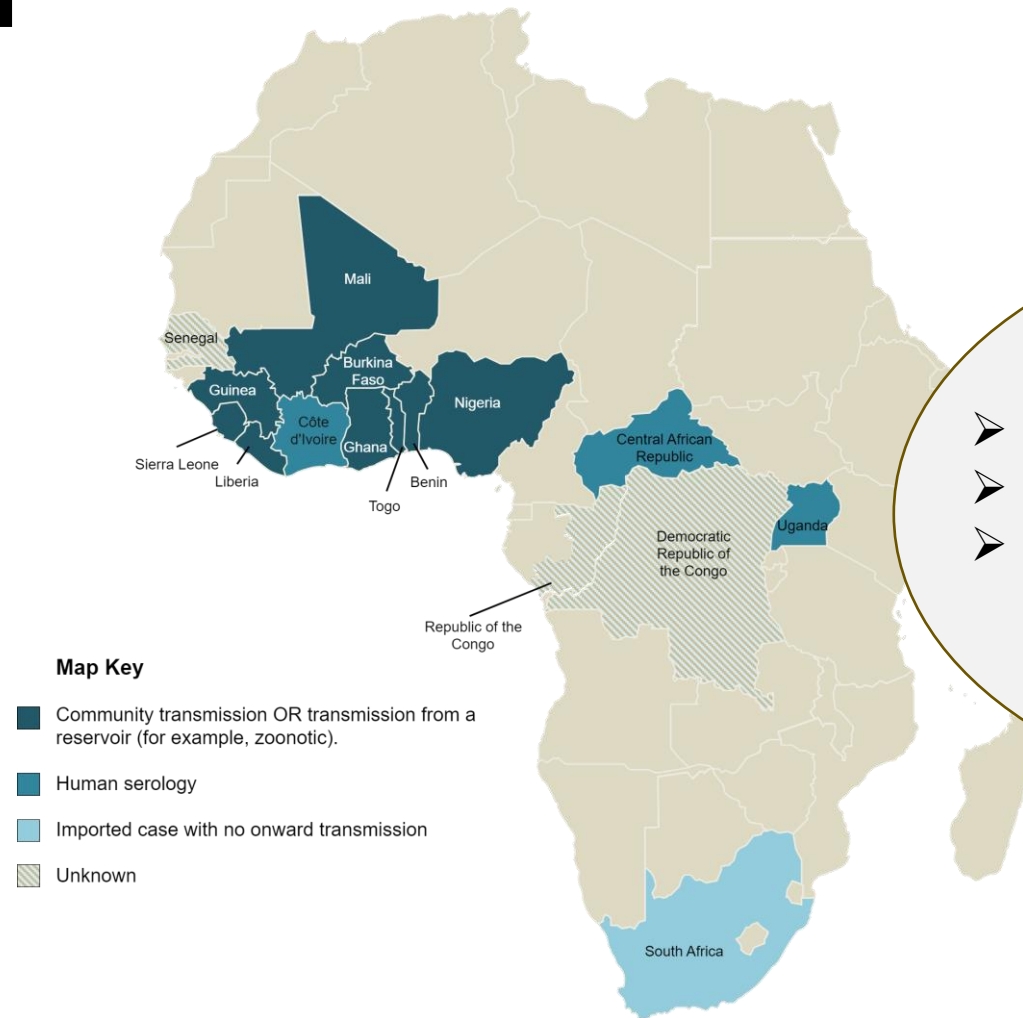 Mali
Senegal
Burkina
Faso
Guinea
Nigeria
Côte
d'Ivoire
Ghana
Central African
Republic
Sierra Leone
Liberia
Benin
Togo
Uganda
Democratic
Republic of
the Congo
Republic of the
Congo
Map Key
Community transmission OR transmission from a
reservoir (for example, zoonotic).
Human serology
Imported case with no onward transmission
Unknown
South Africa